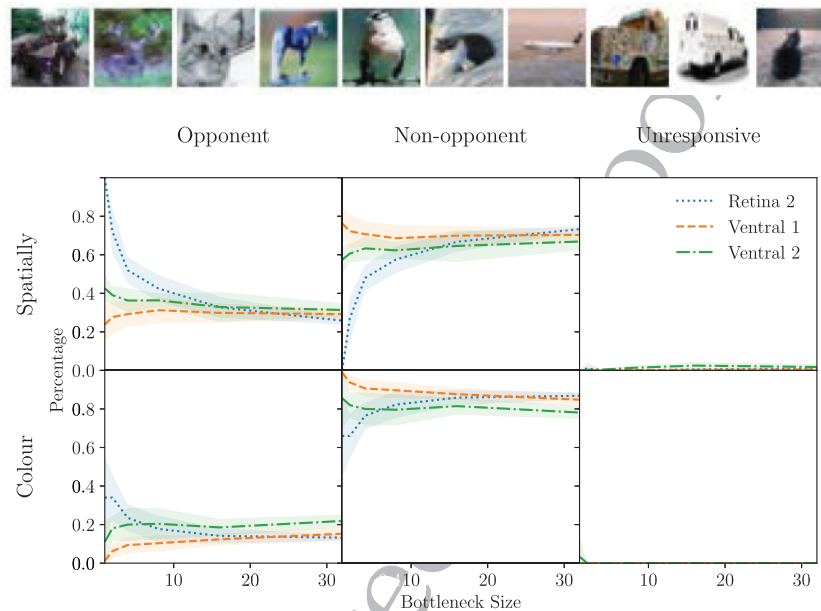 Opponent Non-opponent Unresponsive
Spatially
Colour
Percentage
0.8
0.6
0.4
0.2
0.0
0.8
0.6
0.4
0.2
0.0
Retina 2
Ventral 1
Ventral 2
10 20 30 10 20 30 10 20 30
Bottleneck Size